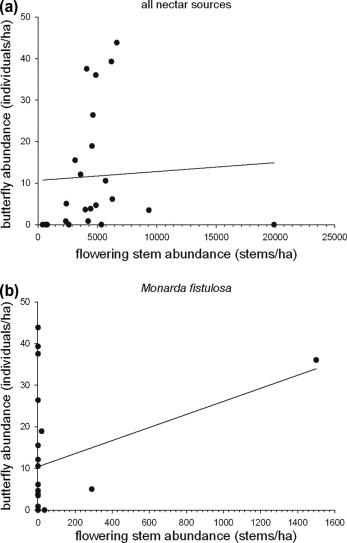 (a)
all nectar sources
butterfly abundance (individuals/ha)
50
40
30
20
10
0
0 5000 10000 15000 20000 25000
flowering stem abundance (stems/ha)
(b)
Monarda fistulosa
butterfly abundance (individuals/ha)
50
40
30
20
10
0
0 200 400 600 800 1000 1200 1400 1600
flowering stem abundance (stems/ha)